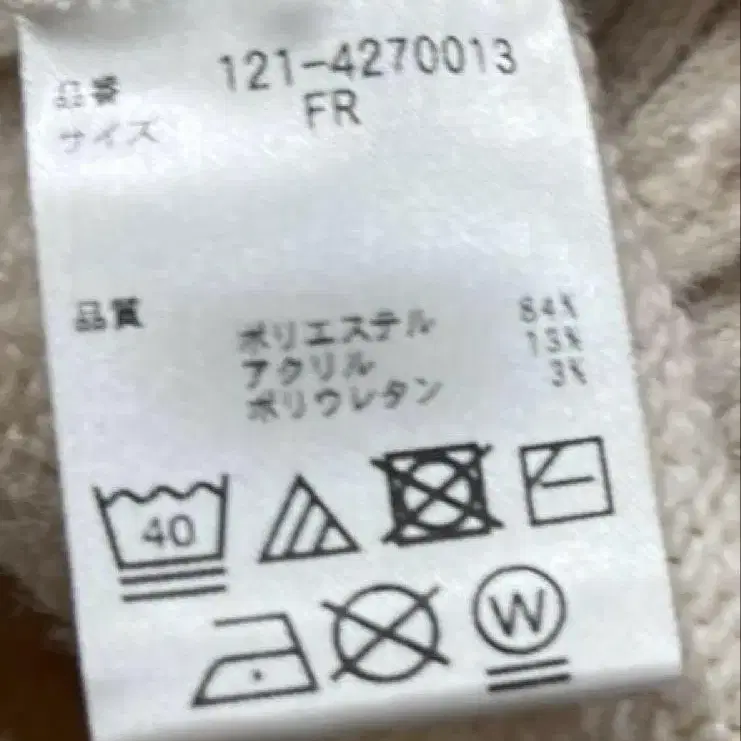 品番 121-4270013
サイズ FR
品質 ポリエステル 84%
アクリル 13%
ポリウレタン 3%
40
W